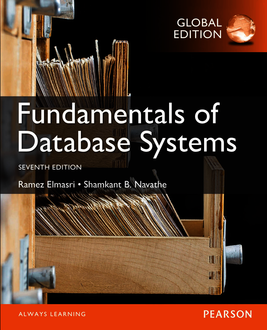 GLOBAL
EDITION
Fundamentals of
Database Systems
SEVENTH EDITION
Ramez Elmasri • Shamkant B. Navathe
ALWAYS LEARNING
PEARSON